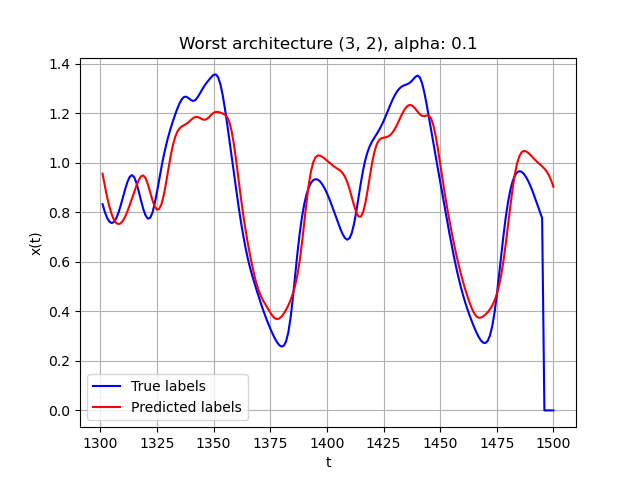 Worst architecture (3, 2), alpha: 0.1
1.4
1.2
1.0
0.8
0.6
0.4
0.2
0.0
x(t)
True labels
Predicted labels
1300 1325 1350 1375 1400 1425 1450 1475 1500
t